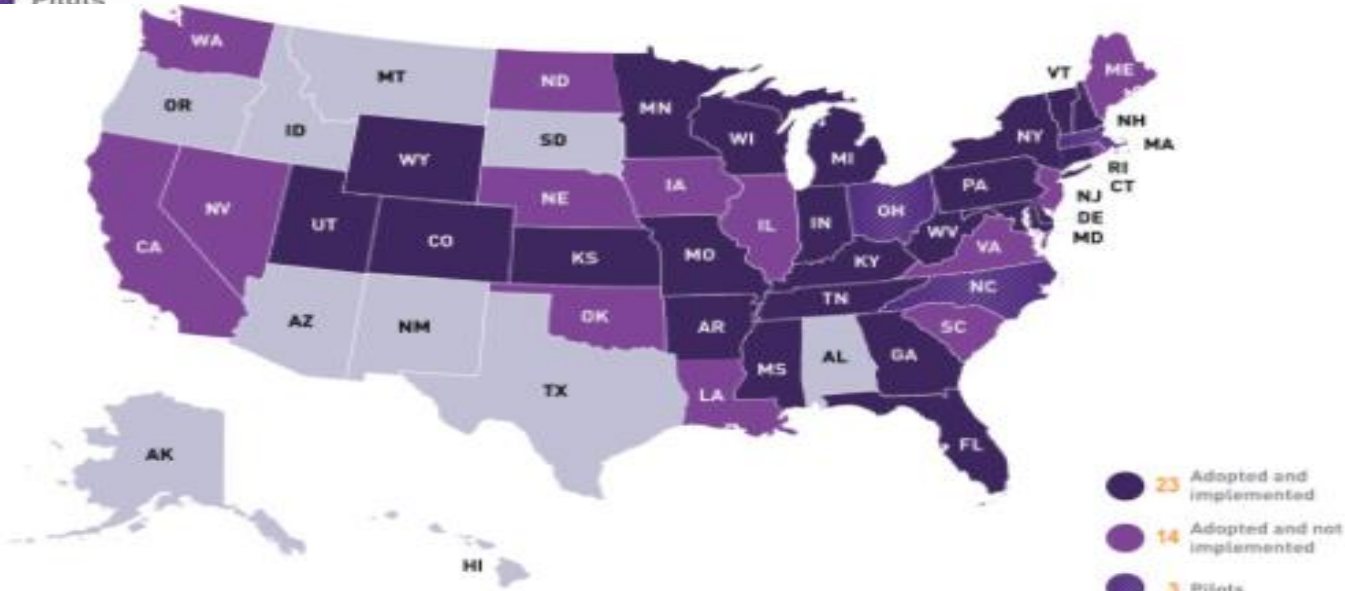 Pilots
WA
MT
ND
VT
ME
OR
MN
ID
SD
WI
NY
NH
MA
WY
MI
RI
CT
IA
PA
NE
NJ
NV
OH
DE
UT
IL
IN
MD
CA
CO
WV
VA
KS
MO
KY
NC
TN
AZ
OK
NM
AR
SC
MS
AL
GA
TX
LA
FL
AK
23 Adopted and
implemented
14 Adopted and not
implemented
HI
3 Pilots